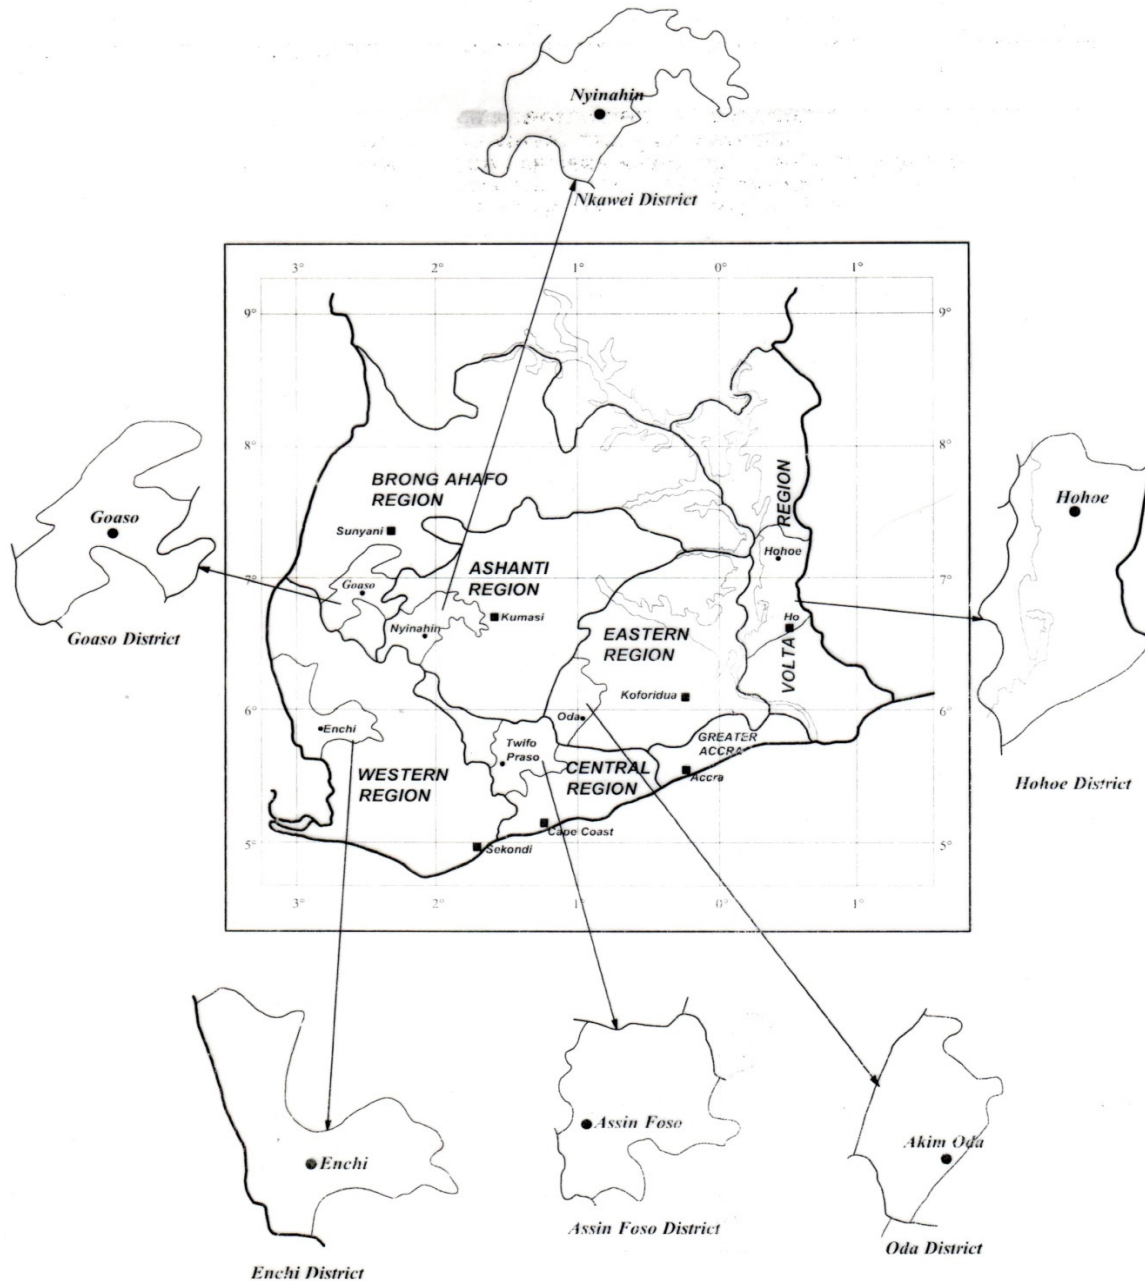 Nyinahin
Nkawei District
3° 2° 1° 0° 1°
9° 9°
8° 8°
BRONG AHAFO
REGION
Sunyani
REGION
Hohoe
Goaso
Goaso District
Hohoe
Hohoe District
7° 7°
ASHANTI
REGION
Goaso
Kumasi
Nyinahin
EASTERN
REGION
Ho
VOLTA
Koforidua
6° 6°
Oda
Enchi
Twifo
Praso
GREATER
ACCRA
WESTERN
REGION
CENTRAL
REGION
Accra
Cape Coast
Sekondi
5° 5°
3° 2° 1° 0° 1°
Enchi
Enchi District
Assin Foso
Assin Foso District
Akim Oda
Oda District